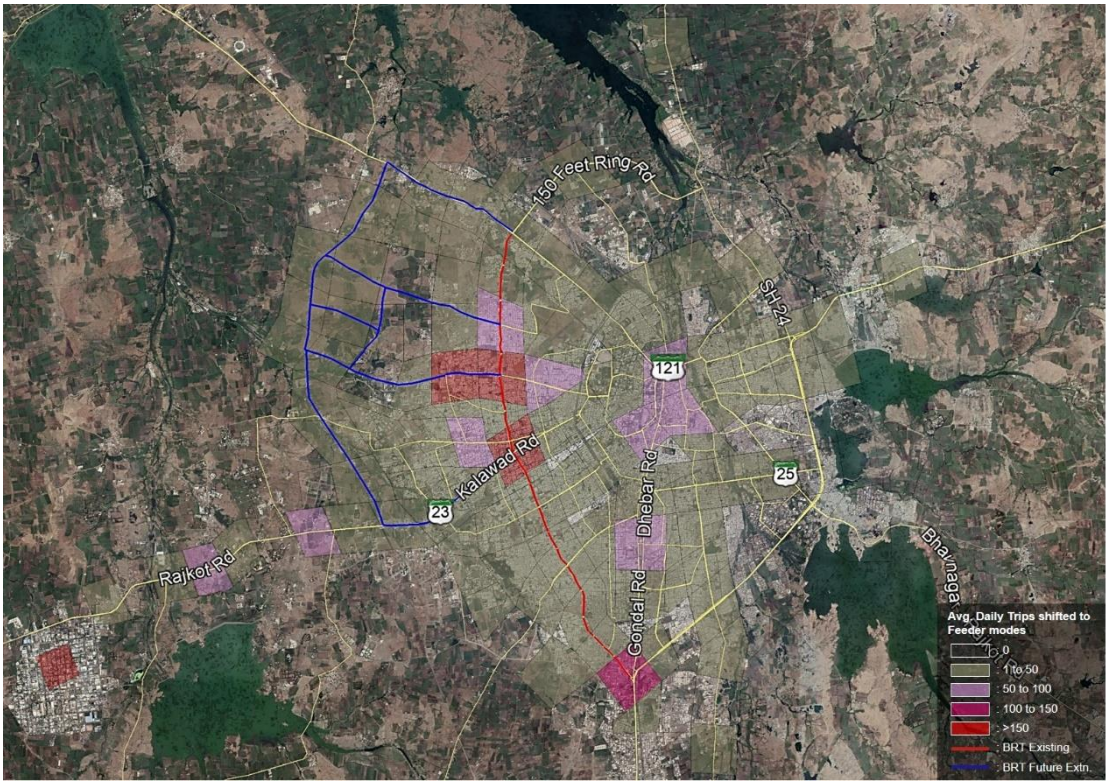 150 Feet Ring Rd
SH 24
121
Kalawad Rd
25
23
Dhebar Rd
Rajkot Rd
Gondal Rd
Avg. Daily Trips shifted to
Feeder modes
: 0
: 1 to 50
: 50 to 100
: 100 to 150
: >150
: BRT Existing
: BRT Future Extn.